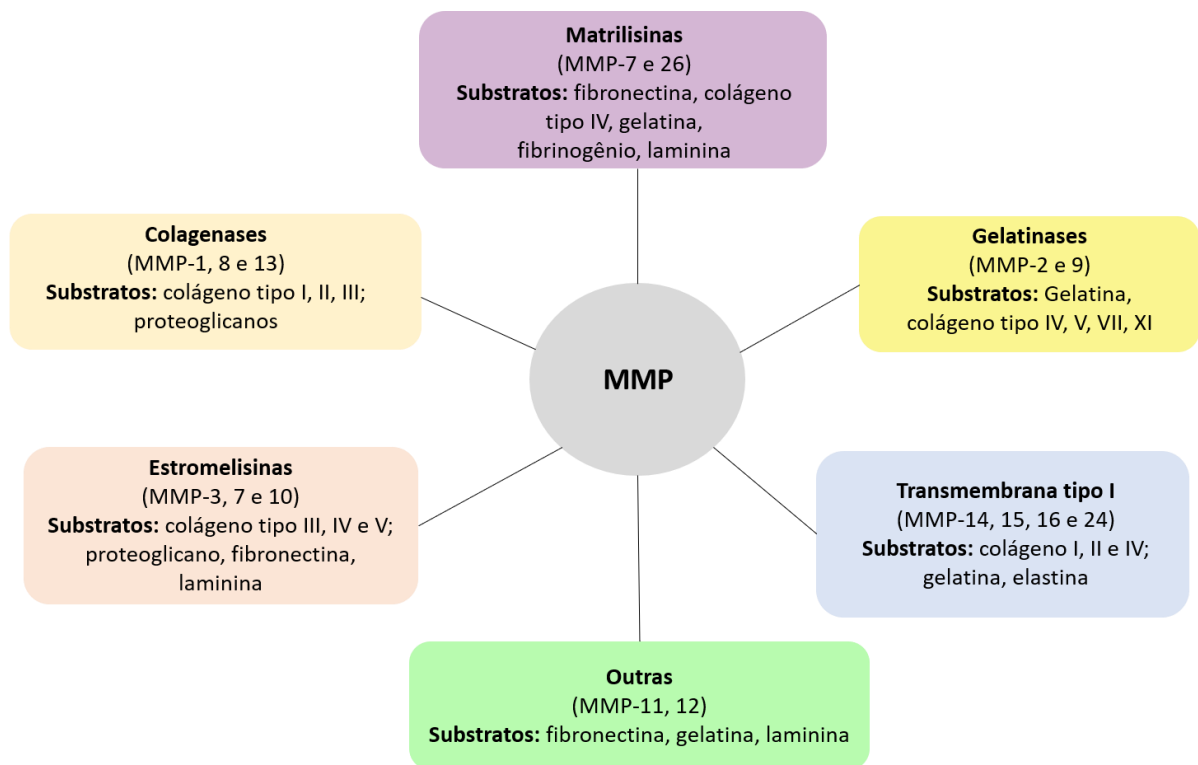 Matrilisinas
(MMP-7 e 26)
Substratos: fibronectina, colágeno
tipo IV, gelatina,
fibrinogênio, laminina
Colagenases
(MMP-1, 8 e 13)
Substratos: colágeno tipo I, II, III;
proteoglicanos
Gelatinases
(MMP-2 e 9)
Substratos: Gelatina,
colágeno tipo IV, V, VII, XI
MMP
Estromelisinas
(MMP-3, 7 e 10)
Substratos: colágeno tipo III, IV e V;
proteoglicano, fibronectina,
laminina
Transmembrana tipo I
(MMP-14, 15, 16 e 24)
Substratos: colágeno I, II e IV;
gelatina, elastina
Outras
(MMP-11, 12)
Substratos: fibronectina, gelatina, laminina